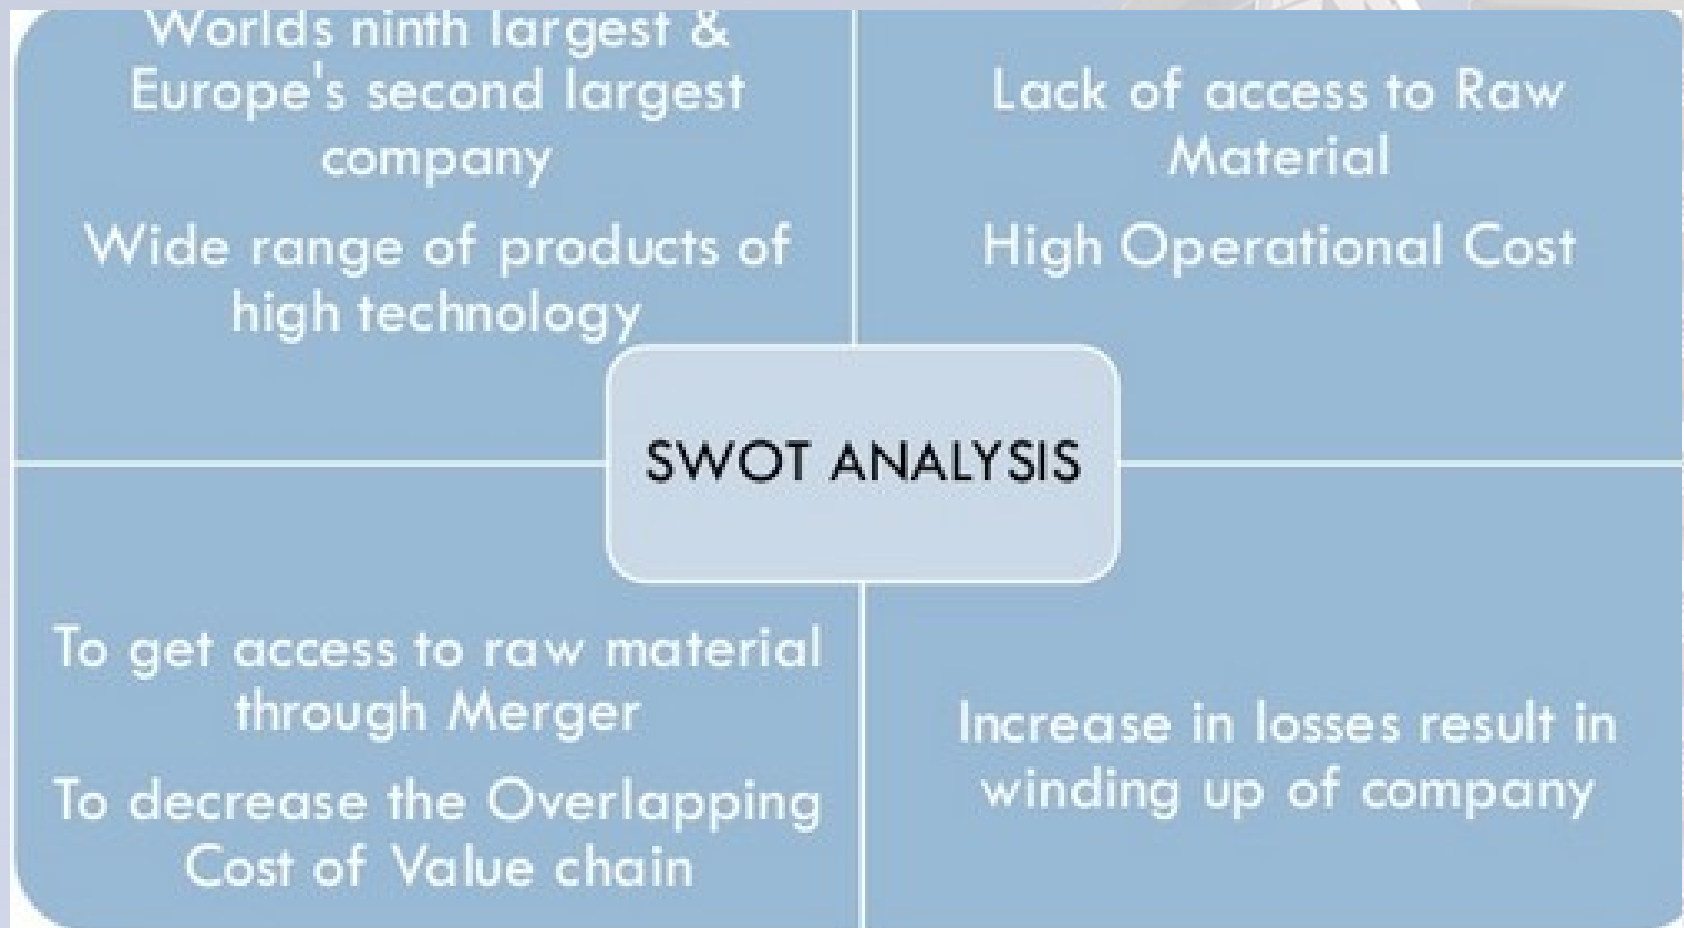 Worlds ninth largest &
Europe's second largest
company
Wide range of products of
high technology
Lack of access to Raw
Material
High Operational Cost
SWOT ANALYSIS
To get access to raw material
through Merger
To decrease the Overlapping
Cost of Value chain
Increase in losses result in
winding up of company